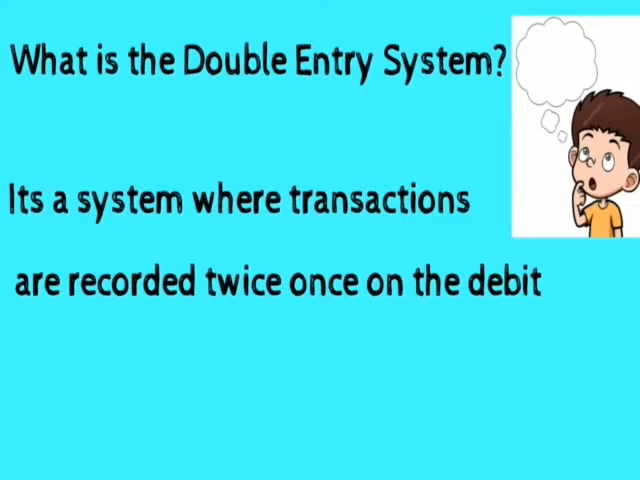 What is the Double Entry System?
Its a system where transactions
are recorded twice once on the debit